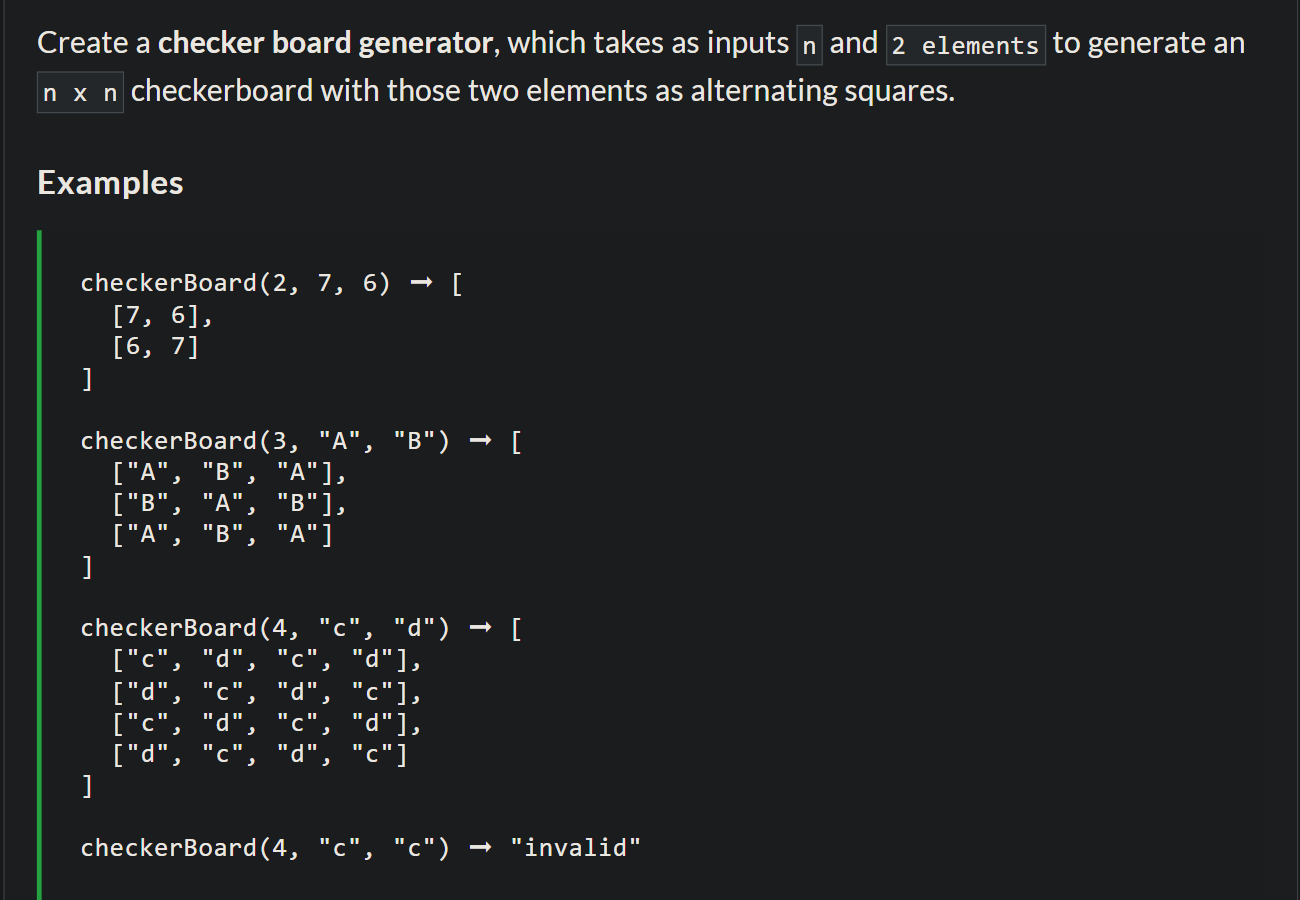 Create a checker board generator, which takes as inputs n and 2 elements to generate an
n x n checkerboard with those two elements as alternating squares.
Examples
checkerBoard(2, 7, 6) ➞ [
  [7, 6],
  [6, 7]
]
checkerBoard(3, "A", "B") ➞ [
  ["A", "B", "A"],
  ["B", "A", "B"],
  ["A", "B", "A"]
]
checkerBoard(4, "c", "d") ➞ [
  ["c", "d", "c", "d"],
  ["d", "c", "d", "c"],
  ["c", "d", "c", "d"],
  ["d", "c", "d", "c"]
]
checkerBoard(4, "c", "c") ➞ "invalid"